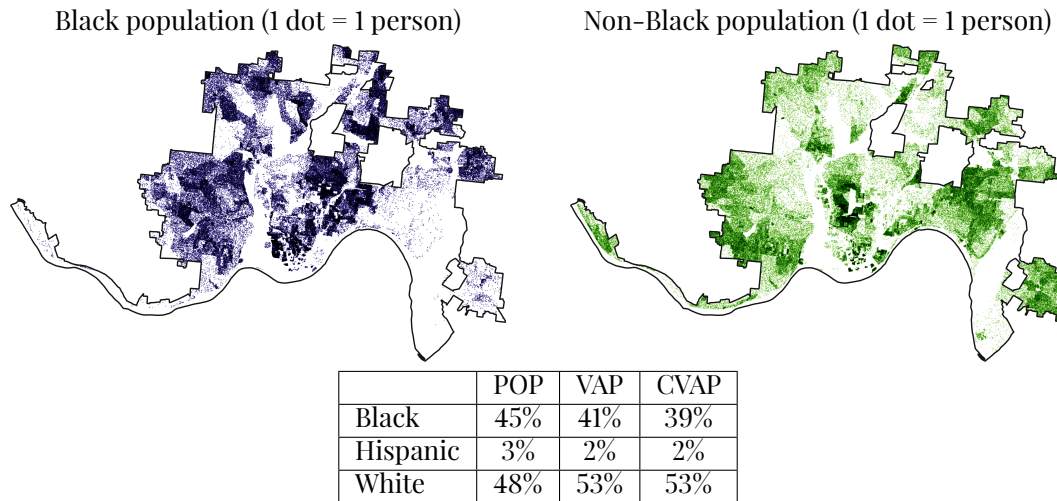 Black population (1 dot = 1 person)
Non-Black population (1 dot = 1 person)
POP VAP CVAP
Black 45% 41% 39%
Hispanic 3% 2% 2%
White 48% 53% 53%